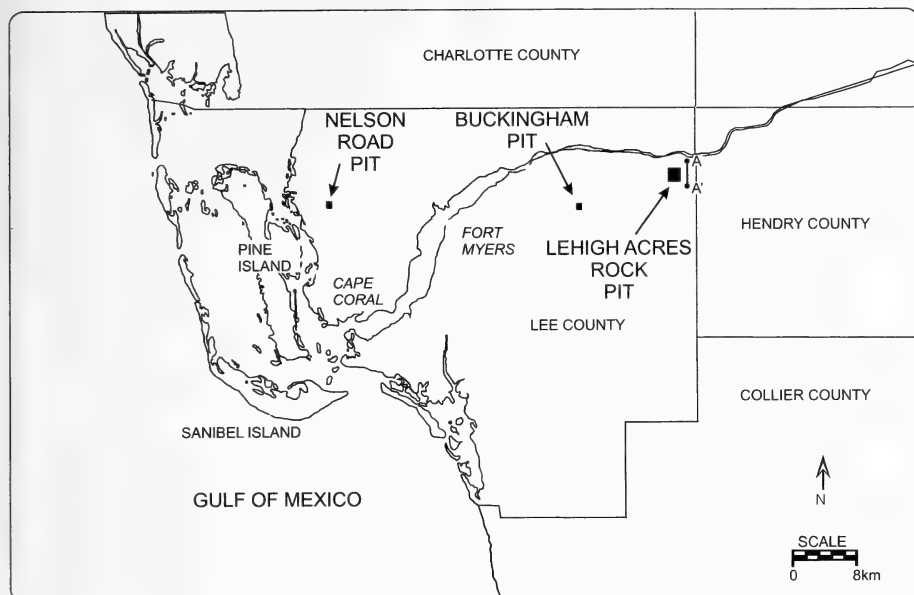 CHARLOTTE COUNTY
NELSON
ROAD
PIT
BUCKINGHAM
PIT
A
A'
HENDRY COUNTY
FORT
MYERS
LEHIGH ACRES
ROCK
PIT
PINE
ISLAND
CAPE
CORAL
LEE COUNTY
COLLIER COUNTY
SANIBEL ISLAND
GULF OF MEXICO
N
SCALE
0 8km